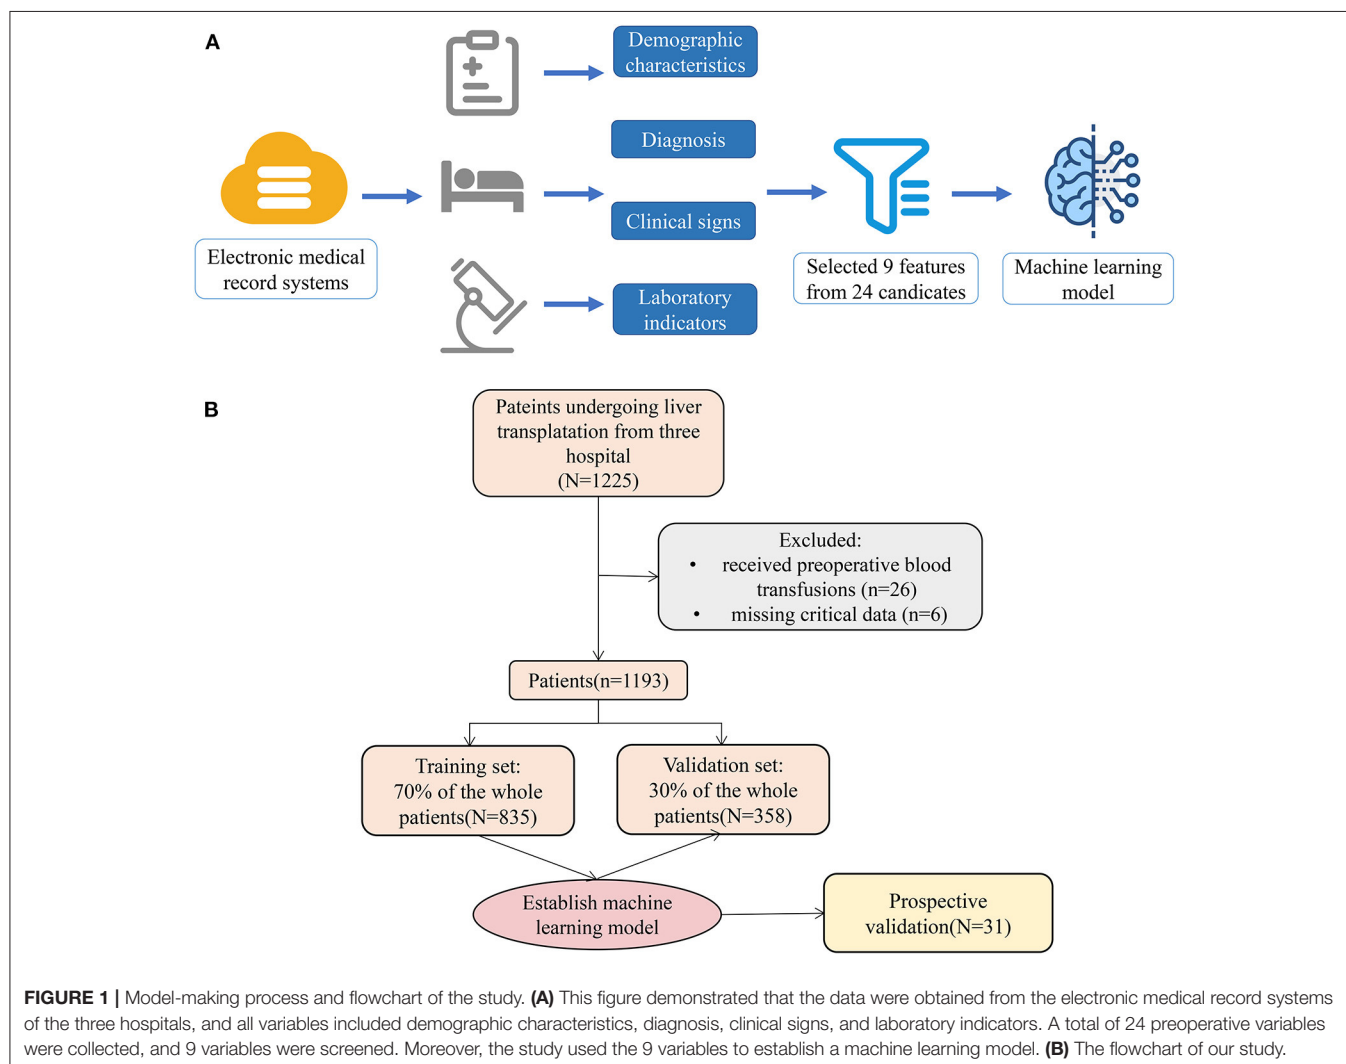 A
Demographic
characteristics
Diagnosis
Clinical signs
Laboratory
indicators
Electronic medical
record systems
Selected 9 features
from 24 candicates
Machine learning
model
B
Pateints undergoing liver
transplatation from three
hospital
(N=1225)
Excluded:
• received preoperative blood
transfusions (n=26)
• missing critical data (n=6)
Patients(n=1193)
Training set:
70% of the whole
patients(N=835)
Validation set:
30% of the whole
patients(N=358)
Establish machine
learning model
Prospective
validation(N=31)
FIGURE 1 | Model-making process and flowchart of the study. (A) This figure demonstrated that the data were obtained from the electronic medical record systems
of the three hospitals, and all variables included demographic characteristics, diagnosis, clinical signs, and laboratory indicators. A total of 24 preoperative variables
were collected, and 9 variables were screened. Moreover, the study used the 9 variables to establish a machine learning model. (B) The flowchart of our study.